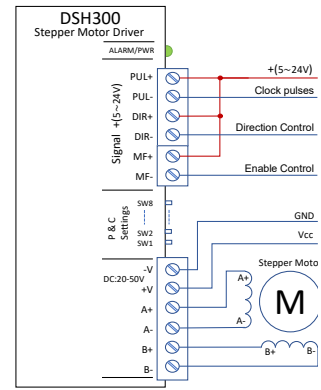 DSH300
Stepper Motor Driver
ALARM/PWR
Signal +(5~24V)
PUL+
PUL-
DIR+
DIR-
MF+
MF-
+(5~24V)
Clock pulses
Direction Control
Enable Control
P & C
Settings
SW8
SW2
SW1
GND
Vcc
-V
DC:20-50V
+V
A+
A-
B+
B-
Stepper Moto
A+
M
A-
B+ B-